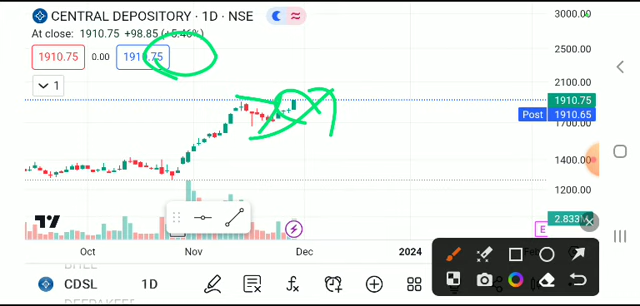 CENTRAL DEPOSITORY · 1D · NSE
At close: 1910.75 +98.85 (+5.46%)
1910.75 0.00 1910.75
1
3000.00
2500.00
2100.00
1910.75
Post 1910.65
1700.00
1400.00
1200.00
2.833
E
Oct Nov Dec 2024
CDSL 1D